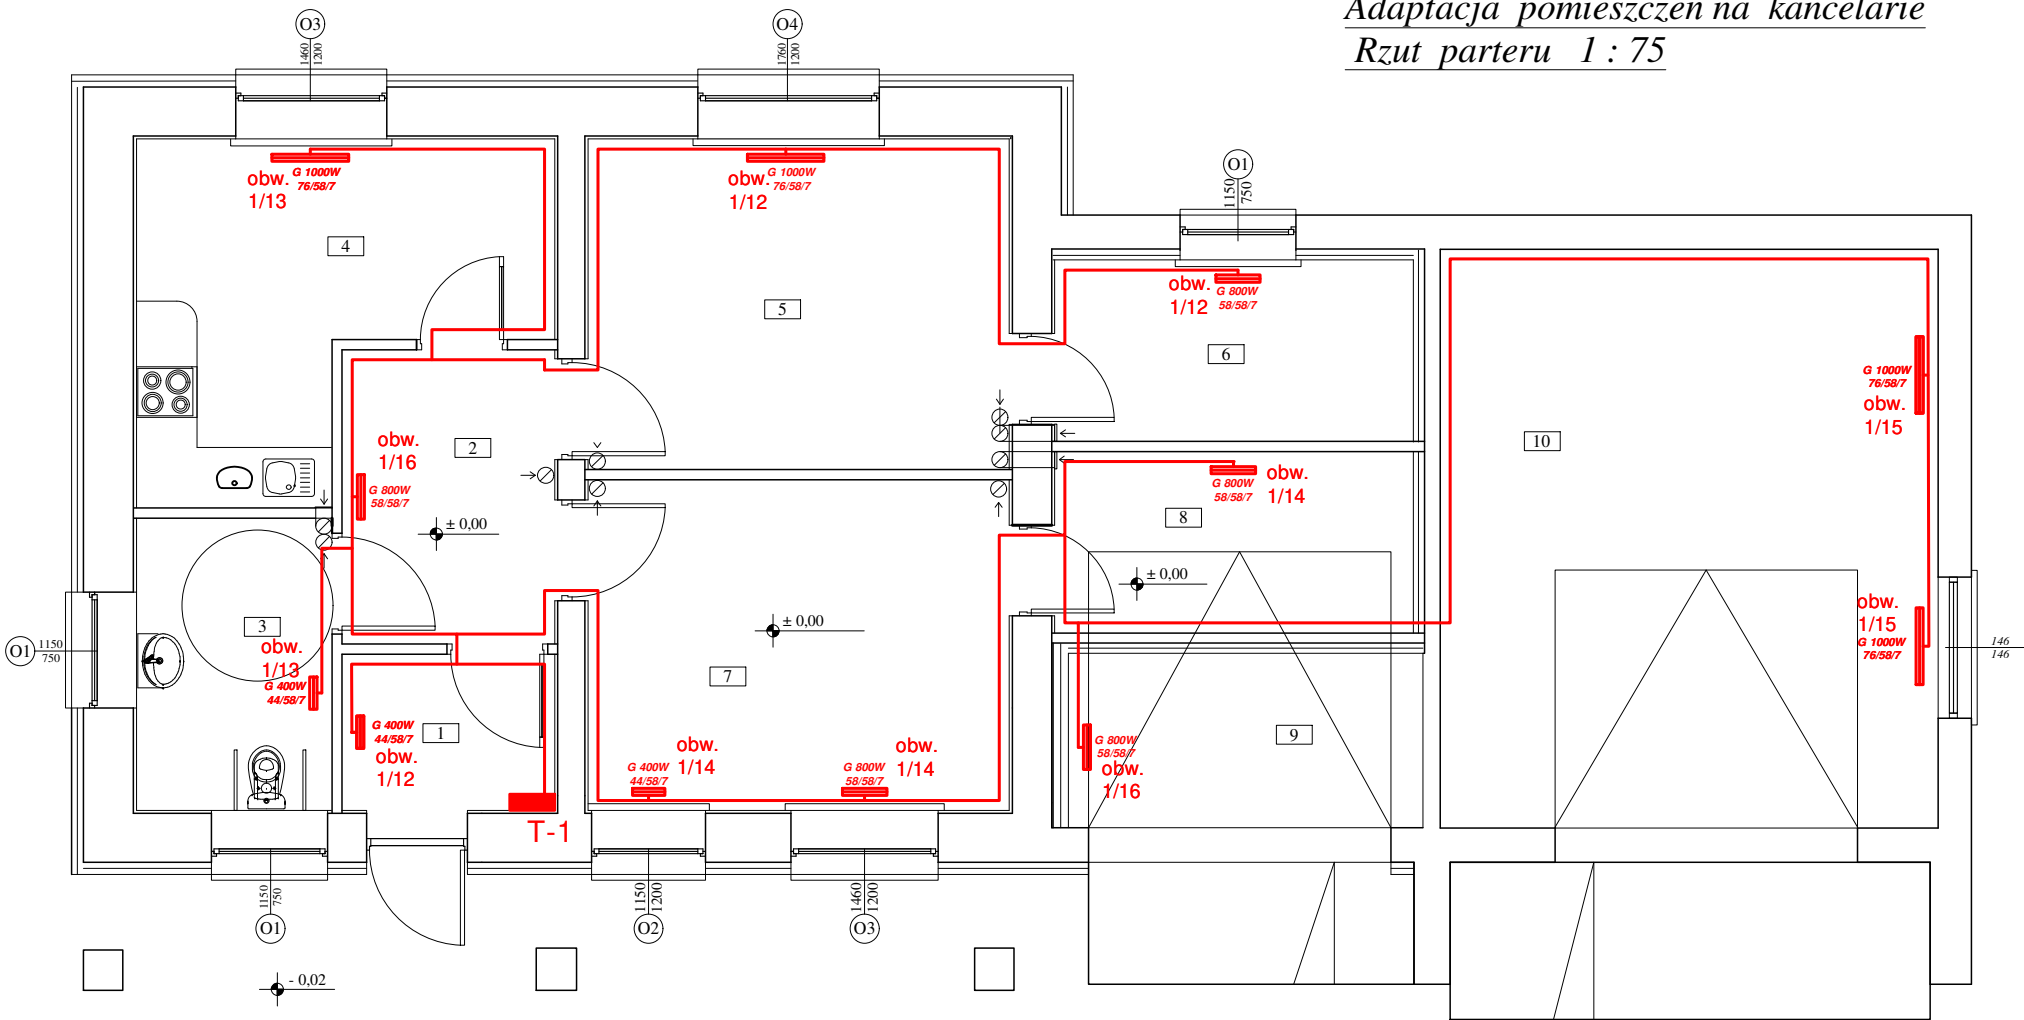 Adaptacja pomieszczeń na kancelarie
Rzut parteru 1 : 75
O3
1460
1200
O4
1760
1200
O1
1150
750
obw.
1/13
G 1000W
76/58/7
obw.
1/12
G 1000W
76/58/7
4
5
obw.
1/12
G 800W
58/58/7
6
G 1000W
76/58/7
obw.
1/15
10
2
obw.
1/16
G 800W
58/58/7
± 0,00
G 800W
58/58/7
obw.
1/14
8
± 0,00
± 0,00
O1
1150
750
3
obw.
1/13
G 400W
44/58/7
obw.
1/15
G 1000W
76/58/7
146
146
7
1
G 400W
44/58/7
obw.
1/12
G 400W
44/58/7
obw.
1/14
G 800W
58/58/7
obw.
1/14
G 800W
58/58/7
obw.
1/16
9
T-1
1150
750
O1
1150
1200
O2
1460
1200
O3
- 0,02